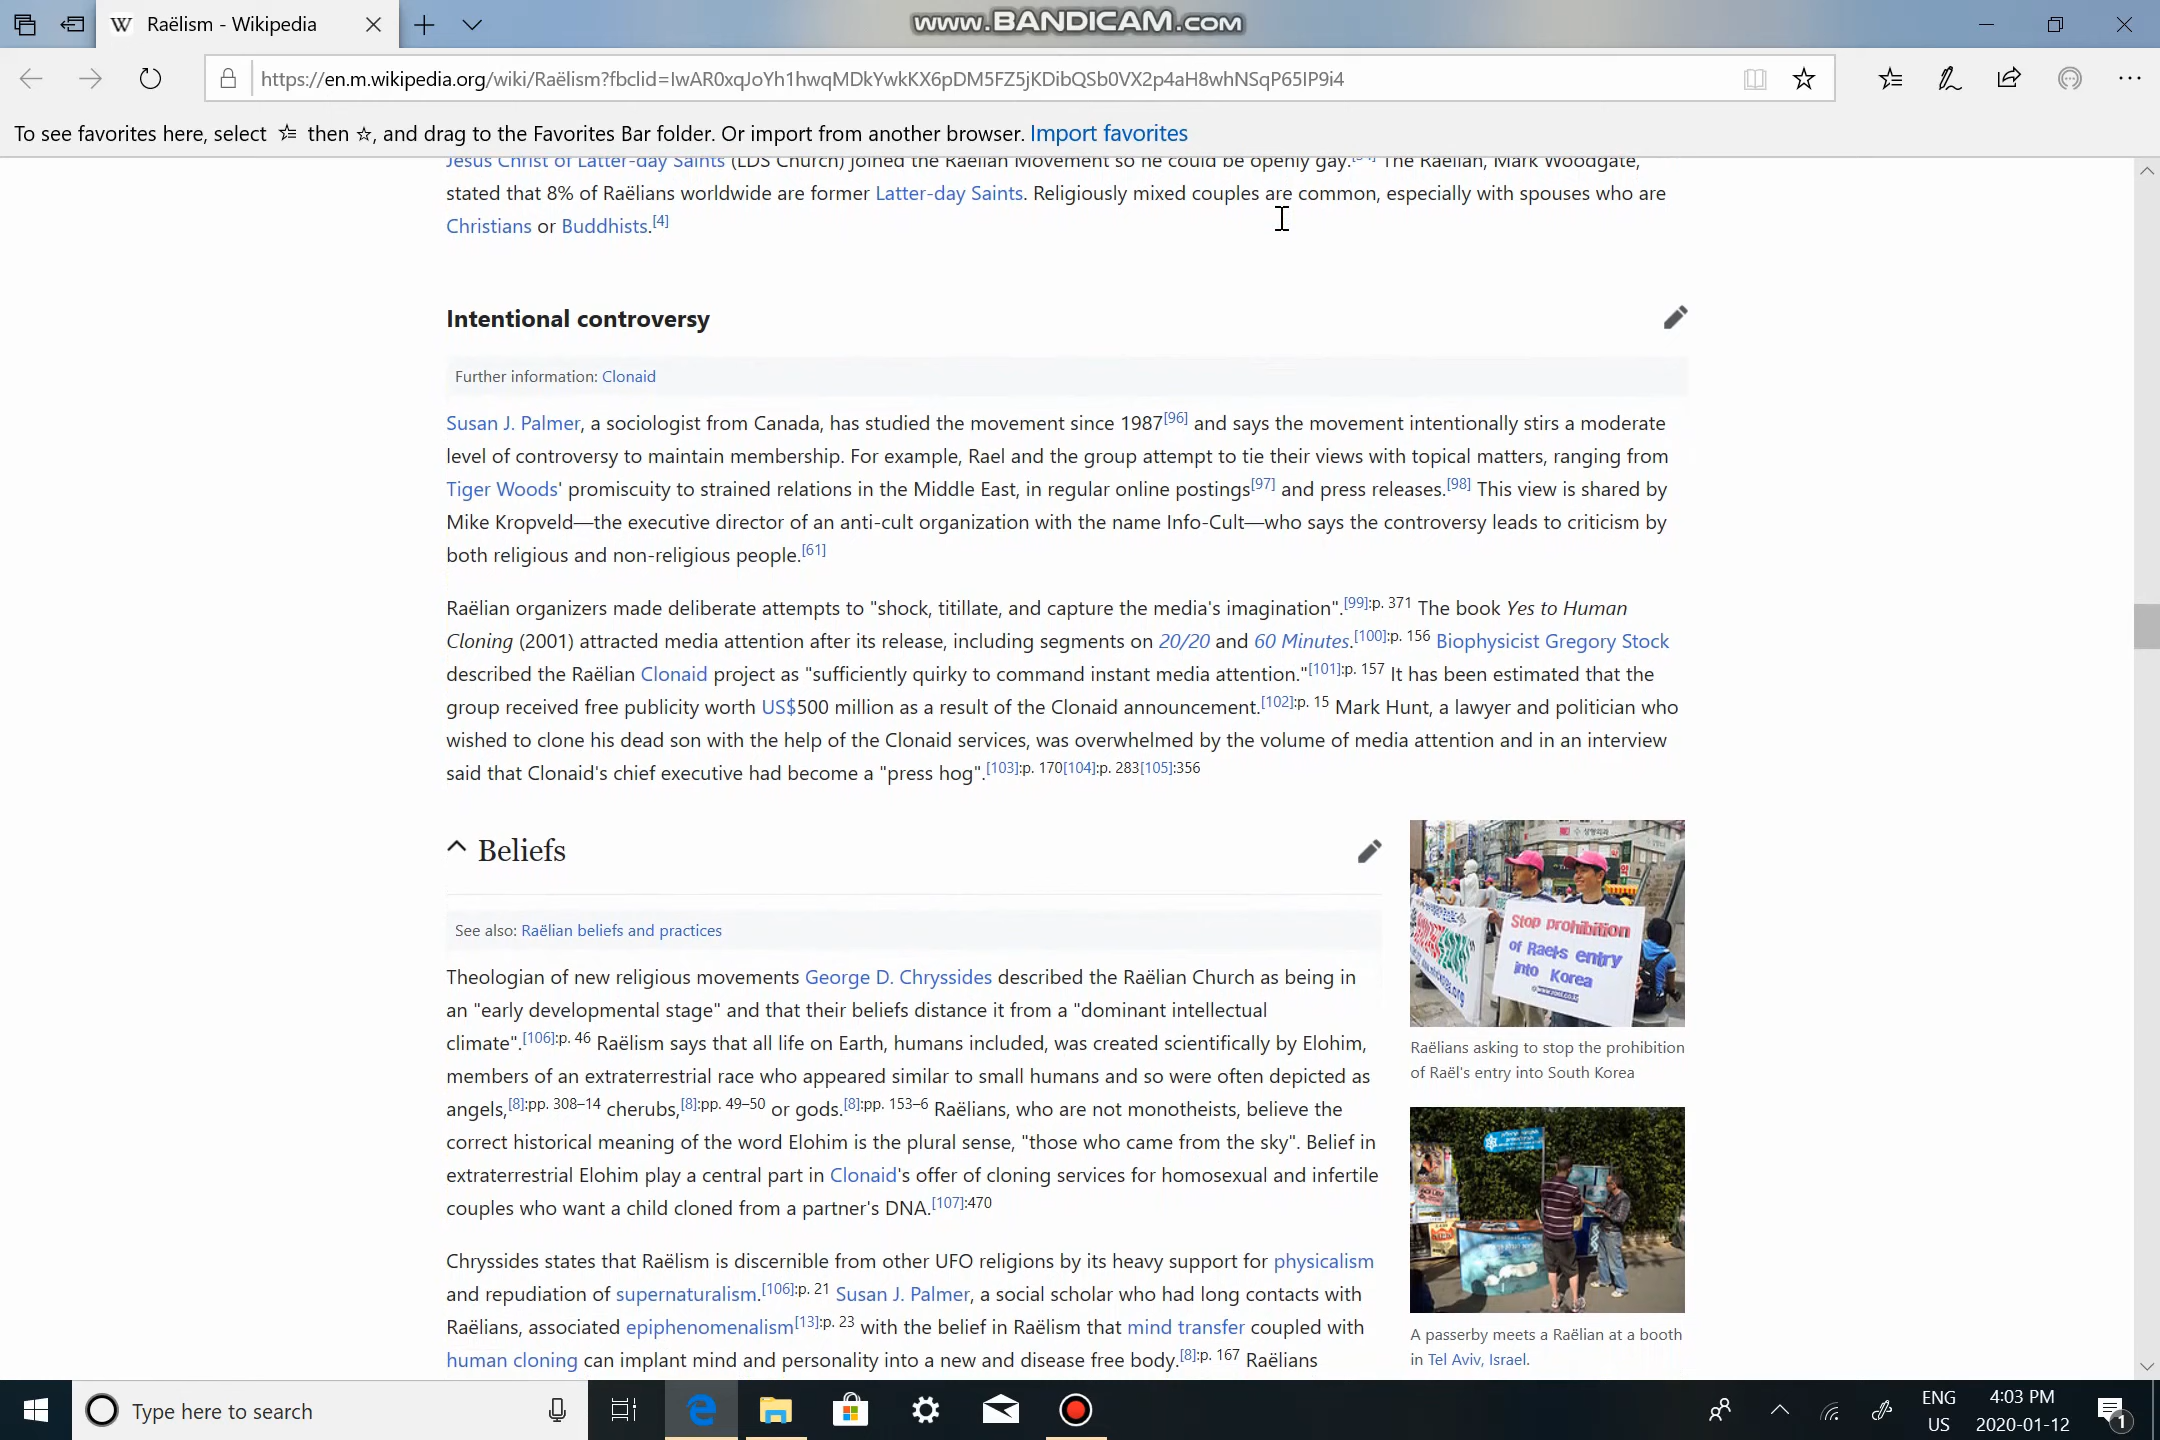 Raëlism - Wikipedia
www.BANDICAM.com
https://en.m.wikipedia.org/wiki/Raëlism?fbclid=IwAR0xqJoYh1hwqMDkYwkKX6pDM5FZ5jKDibQSb0VX2p4aH8whNSqP65IP9i4
To see favorites here, select then , and drag to the Favorites Bar folder. Or import from another browser. Import favorites
Jesus Christ of Latter-day Saints (LDS Church) joined the Raëlian Movement so he could be openly gay. The Raëlian, Mark Woodgate,
stated that 8% of Raëlians worldwide are former Latter-day Saints. Religiously mixed couples are common, especially with spouses who are
Christians or Buddhists.[4]
Intentional controversy
Further information: Clonaid
Susan J. Palmer, a sociologist from Canada, has studied the movement since 1987[96] and says the movement intentionally stirs a moderate
level of controversy to maintain membership. For example, Rael and the group attempt to tie their views with topical matters, ranging from
Tiger Woods' promiscuity to strained relations in the Middle East, in regular online postings[97] and press releases.[98] This view is shared by
Mike Kropveld—the executive director of an anti-cult organization with the name Info-Cult—who says the controversy leads to criticism by
both religious and non-religious people.[61]
Raëlian organizers made deliberate attempts to "shock, titillate, and capture the media's imagination".[99]:p. 371 The book Yes to Human
Cloning (2001) attracted media attention after its release, including segments on 20/20 and 60 Minutes.[100]:p. 156 Biophysicist Gregory Stock
described the Raëlian Clonaid project as "sufficiently quirky to command instant media attention."[101]:p. 157 It has been estimated that the
group received free publicity worth US$500 million as a result of the Clonaid announcement.[102]:p. 15 Mark Hunt, a lawyer and politician who
wished to clone his dead son with the help of the Clonaid services, was overwhelmed by the volume of media attention and in an interview
said that Clonaid's chief executive had become a "press hog".[103]:p. 170[104]:p. 283[105]:356
Beliefs
See also: Raëlian beliefs and practices
Theologian of new religious movements George D. Chryssides described the Raëlian Church as being in
an "early developmental stage" and that their beliefs distance it from a "dominant intellectual
climate".[106]:p. 46 Raëlism says that all life on Earth, humans included, was created scientifically by Elohim,
members of an extraterrestrial race who appeared similar to small humans and so were often depicted as
angels,[8]:pp. 308–14 cherubs,[8]:pp. 49–50 or gods.[8]:pp. 153–6 Raëlians, who are not monotheists, believe the
correct historical meaning of the word Elohim is the plural sense, "those who came from the sky". Belief in
extraterrestrial Elohim play a central part in Clonaid's offer of cloning services for homosexual and infertile
couples who want a child cloned from a partner's DNA.[107]:470
Chryssides states that Raëlism is discernible from other UFO religions by its heavy support for physicalism
and repudiation of supernaturalism.[106]:p. 21 Susan J. Palmer, a social scholar who had long contacts with
Raëlians, associated epiphenomenalism[13]:p. 23 with the belief in Raëlism that mind transfer coupled with
human cloning can implant mind and personality into a new and disease free body.[8]:p. 167 Raëlians
Stop prohibition
of Rael's entry
into Korea
Raëlians asking to stop the prohibition
of Raël's entry into South Korea
A passerby meets a Raëlian at a booth
in Tel Aviv, Israel.
Type here to search
ENG
US
4:03 PM
2020-01-12
1